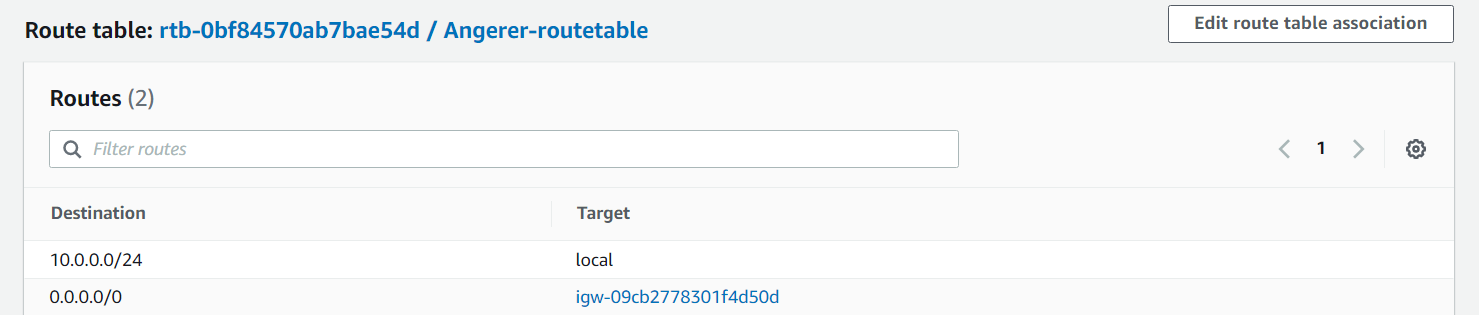 Route table: rtb-0bf84570ab7bae54d / Angerer-routetable
Edit route table association
Routes (2)
Filter routes
1
Destination Target
10.0.0.0/24 local
0.0.0.0/0 igw-09cb2778301f4d50d